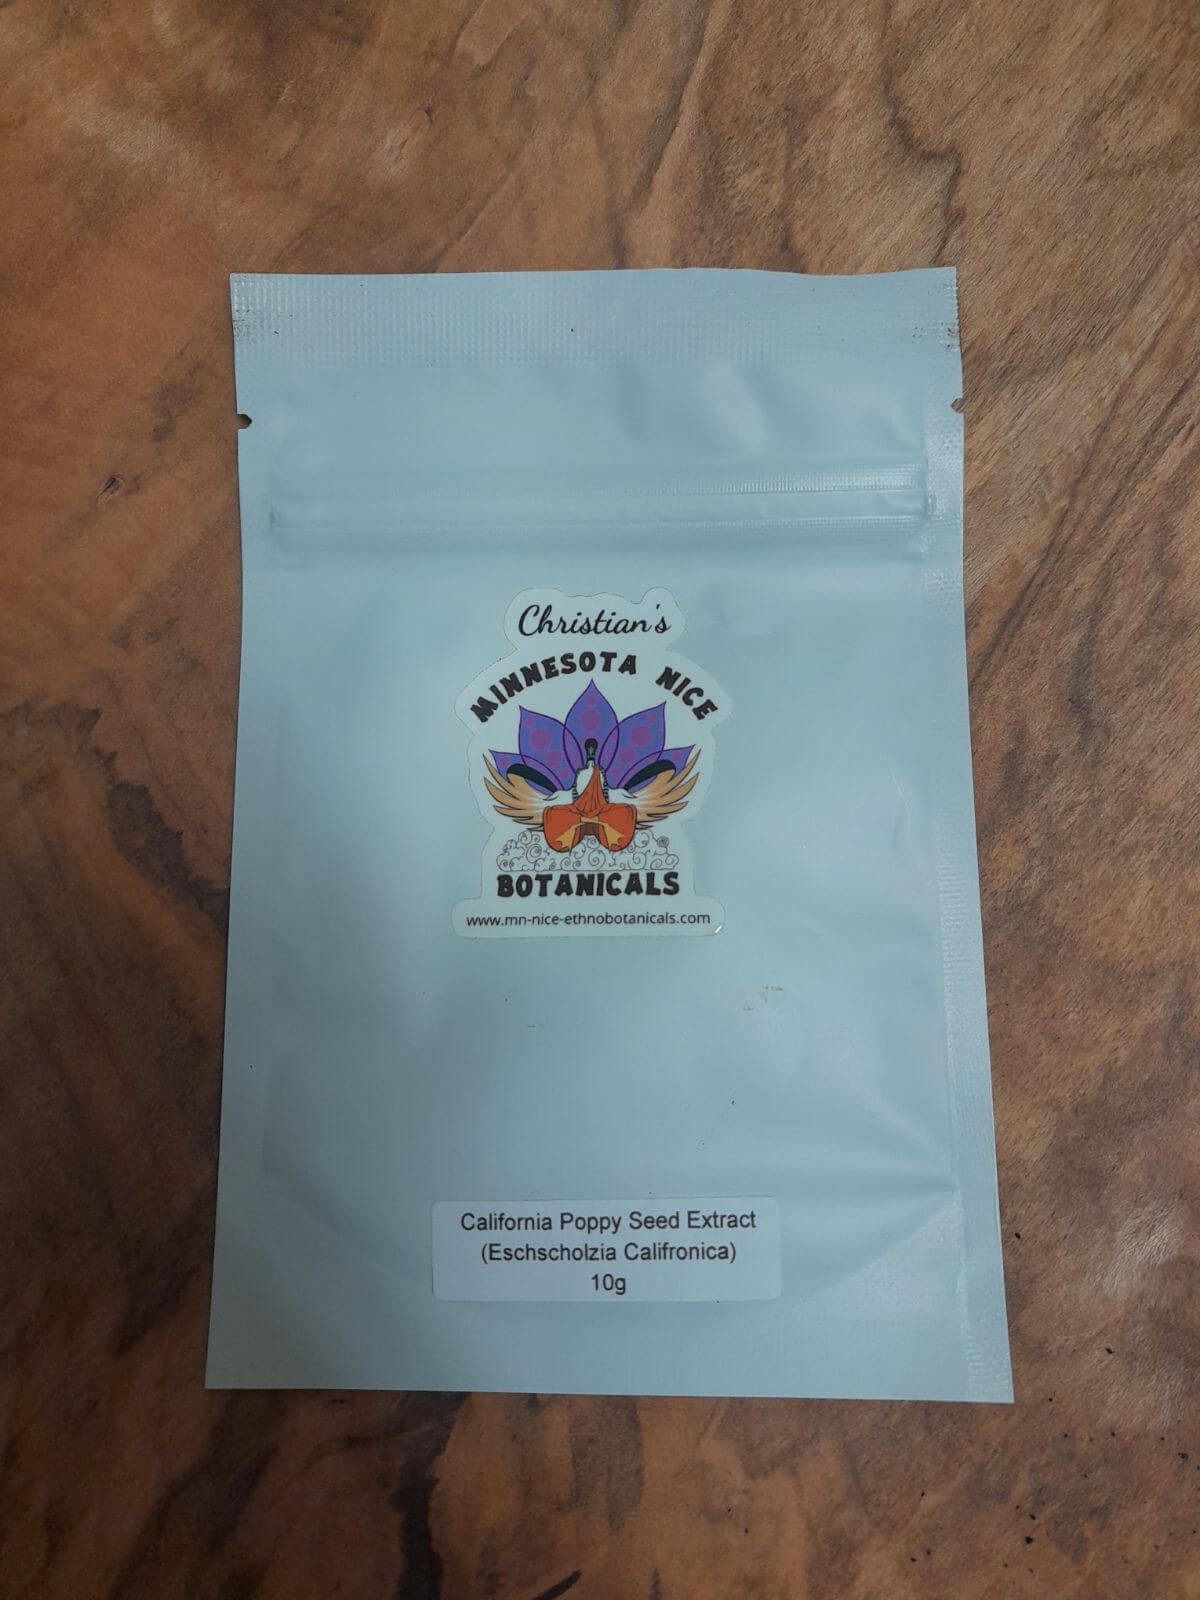 Christian's
MINNESOTA NICE
BOTANICALS
www.mn-nice-ethnobotanicals.com
California Poppy Seed Extract
(Eschscholzia Califronica)
10g